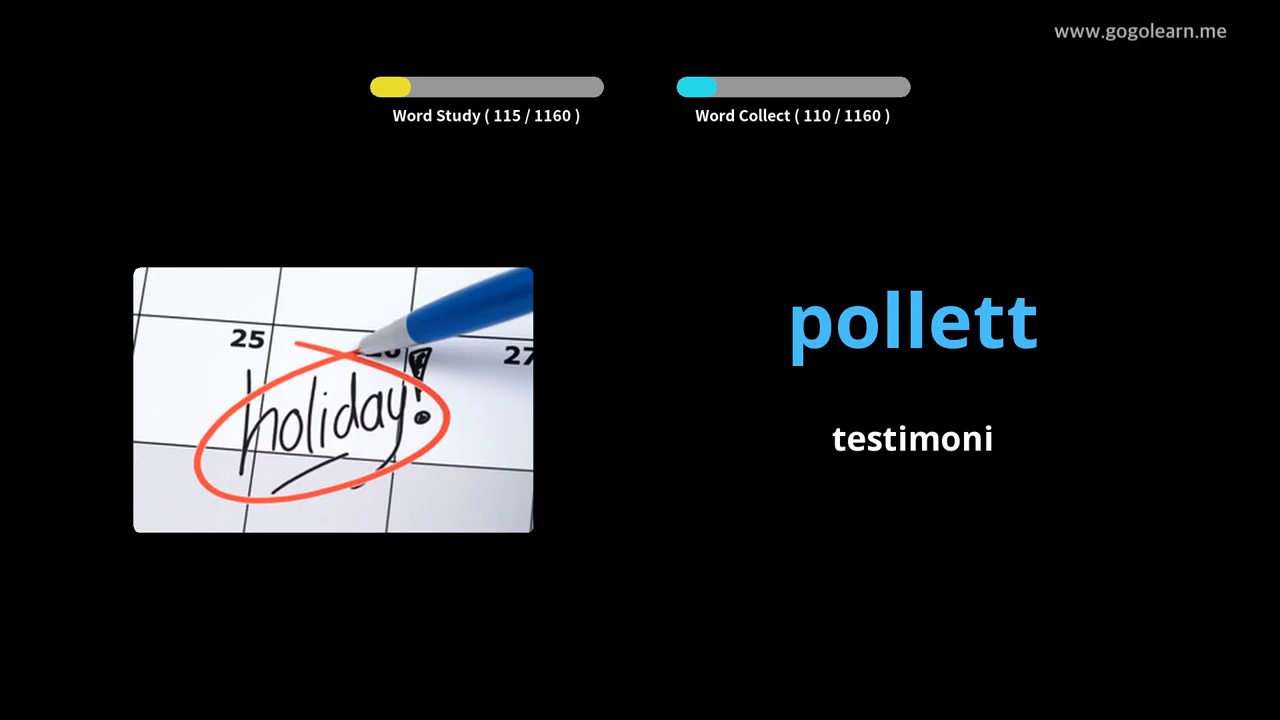 www.gogolearn.me
Word Study ( 115 / 1160 )
Word Collect ( 110 / 1160 )
25
27
holiday!
pollett
testimoni